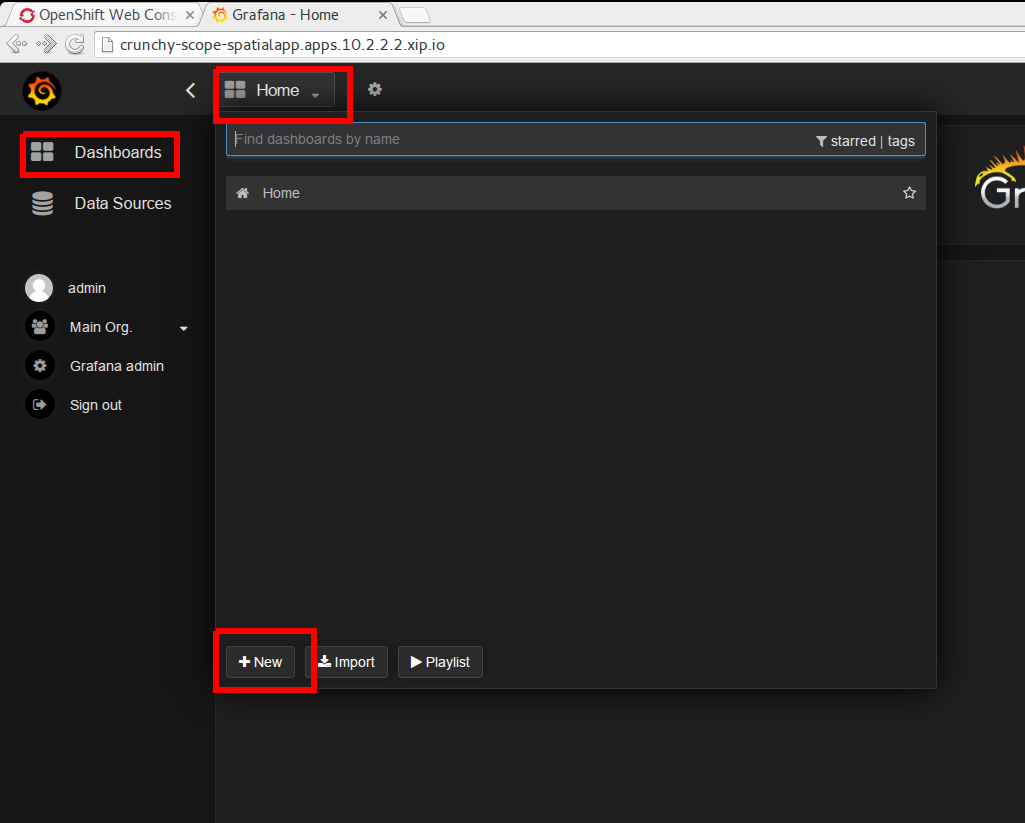 OpenShift Web Cons
Grafana - Home
crunchy-scope-spatialapp.apps.10.2.2.2.xip.io
Home
Dashboards
Find dashboards by name
starred | tags
Data Sources
Home
Gr
admin
Main Org.
Grafana admin
Sign out
New
Import
Playlist